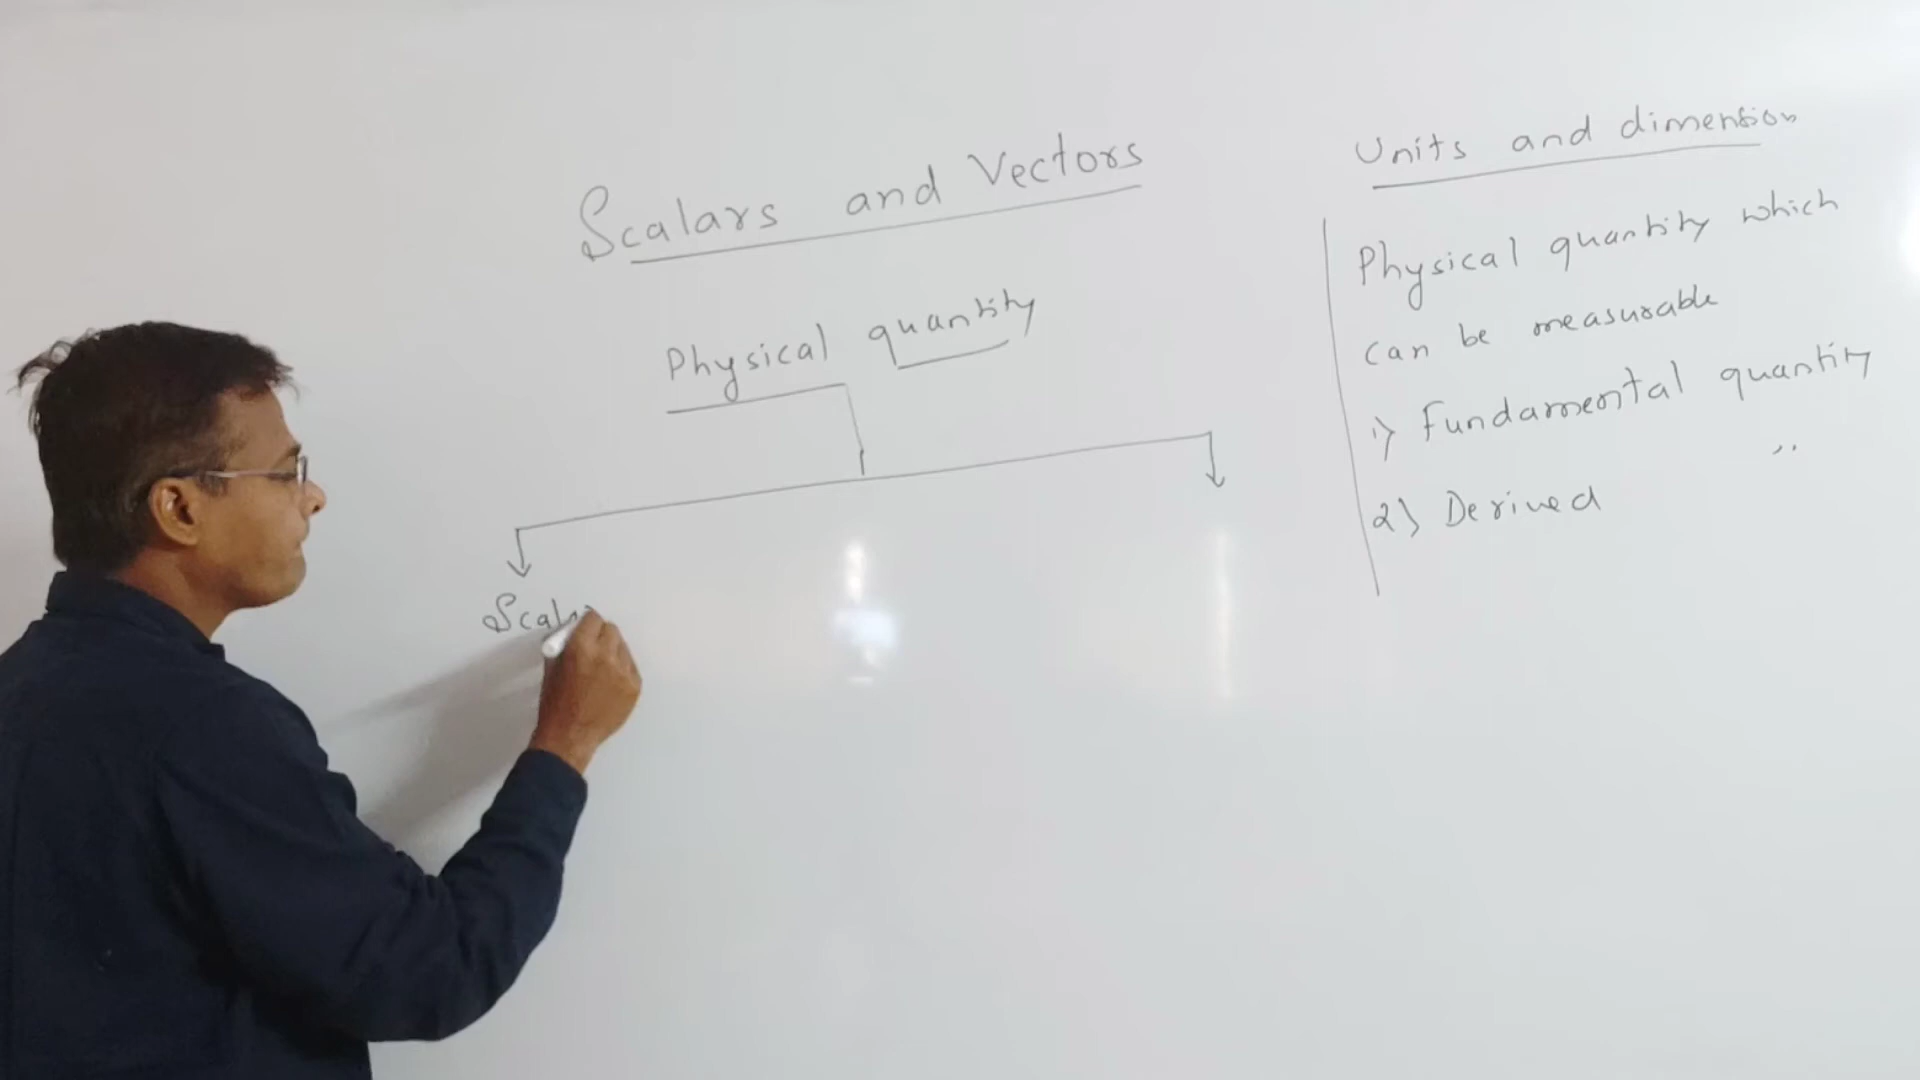 Scalars and Vectors
Physical quantity
Units and dimension
Physical quantity which
can be measurable
1) Fundamental quantity
2) Derived ,,